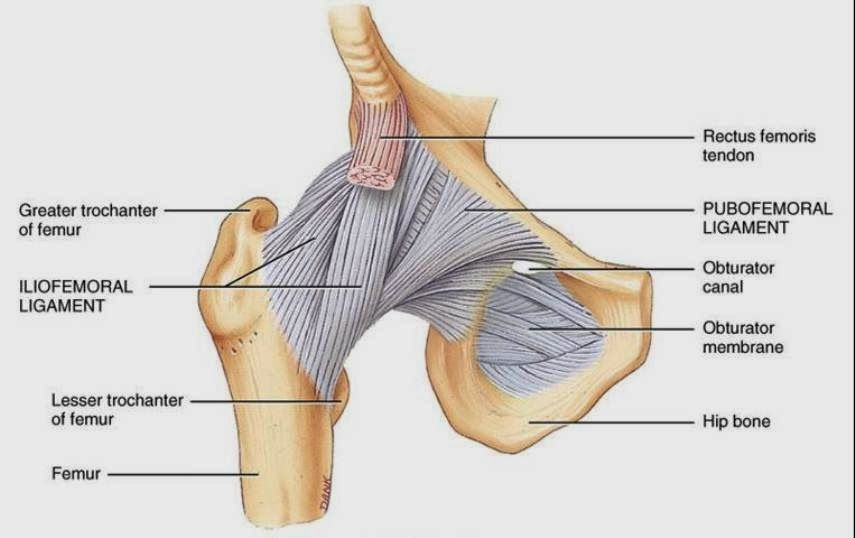 Rectus femoris
tendon
Greater trochanter
of femur
PUBOFEMORAL
LIGAMENT
Obturator
canal
ILIOFEMORAL
LIGAMENT
Obturator
membrane
Lesser trochanter
of femur
Hip bone
Femur
DANK